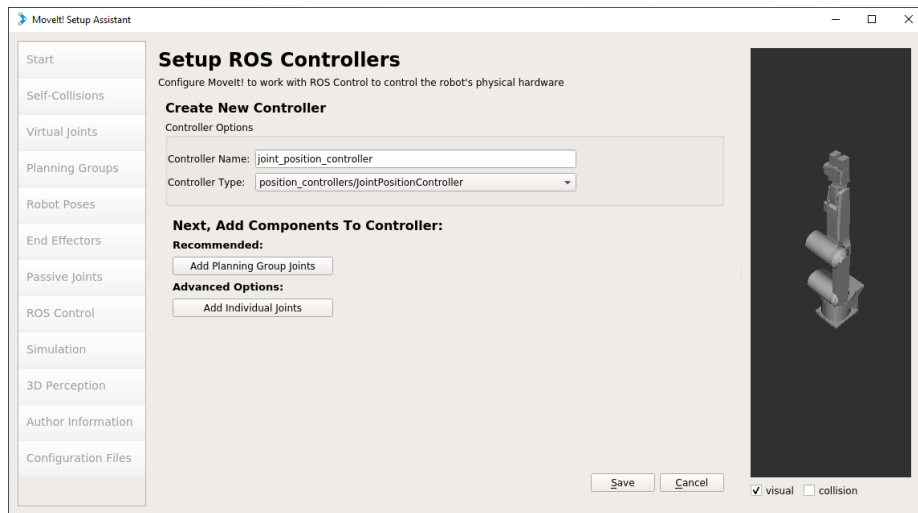 MoveIt! Setup Assistant
Start
Self-Collisions
Virtual Joints
Planning Groups
Robot Poses
End Effectors
Passive Joints
ROS Control
Simulation
3D Perception
Author Information
Configuration Files
Setup ROS Controllers
Configure MoveIt! to work with ROS Control to control the robot's physical hardware
Create New Controller
Controller Options
Controller Name: joint_position_controller
Controller Type: position_controllers/JointPositionController
Next, Add Components To Controller:
Recommended:
Add Planning Group Joints
Advanced Options:
Add Individual Joints
Save Cancel
visual collision